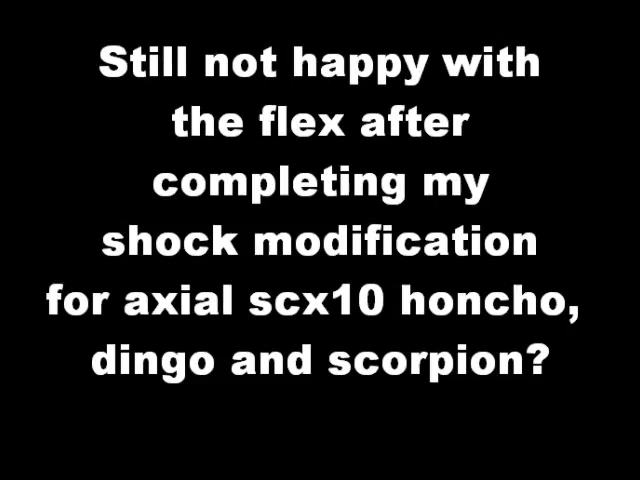 Still not happy with
the flex after
completing my
shock modification
for axial scx10 honcho,
dingo and scorpion?